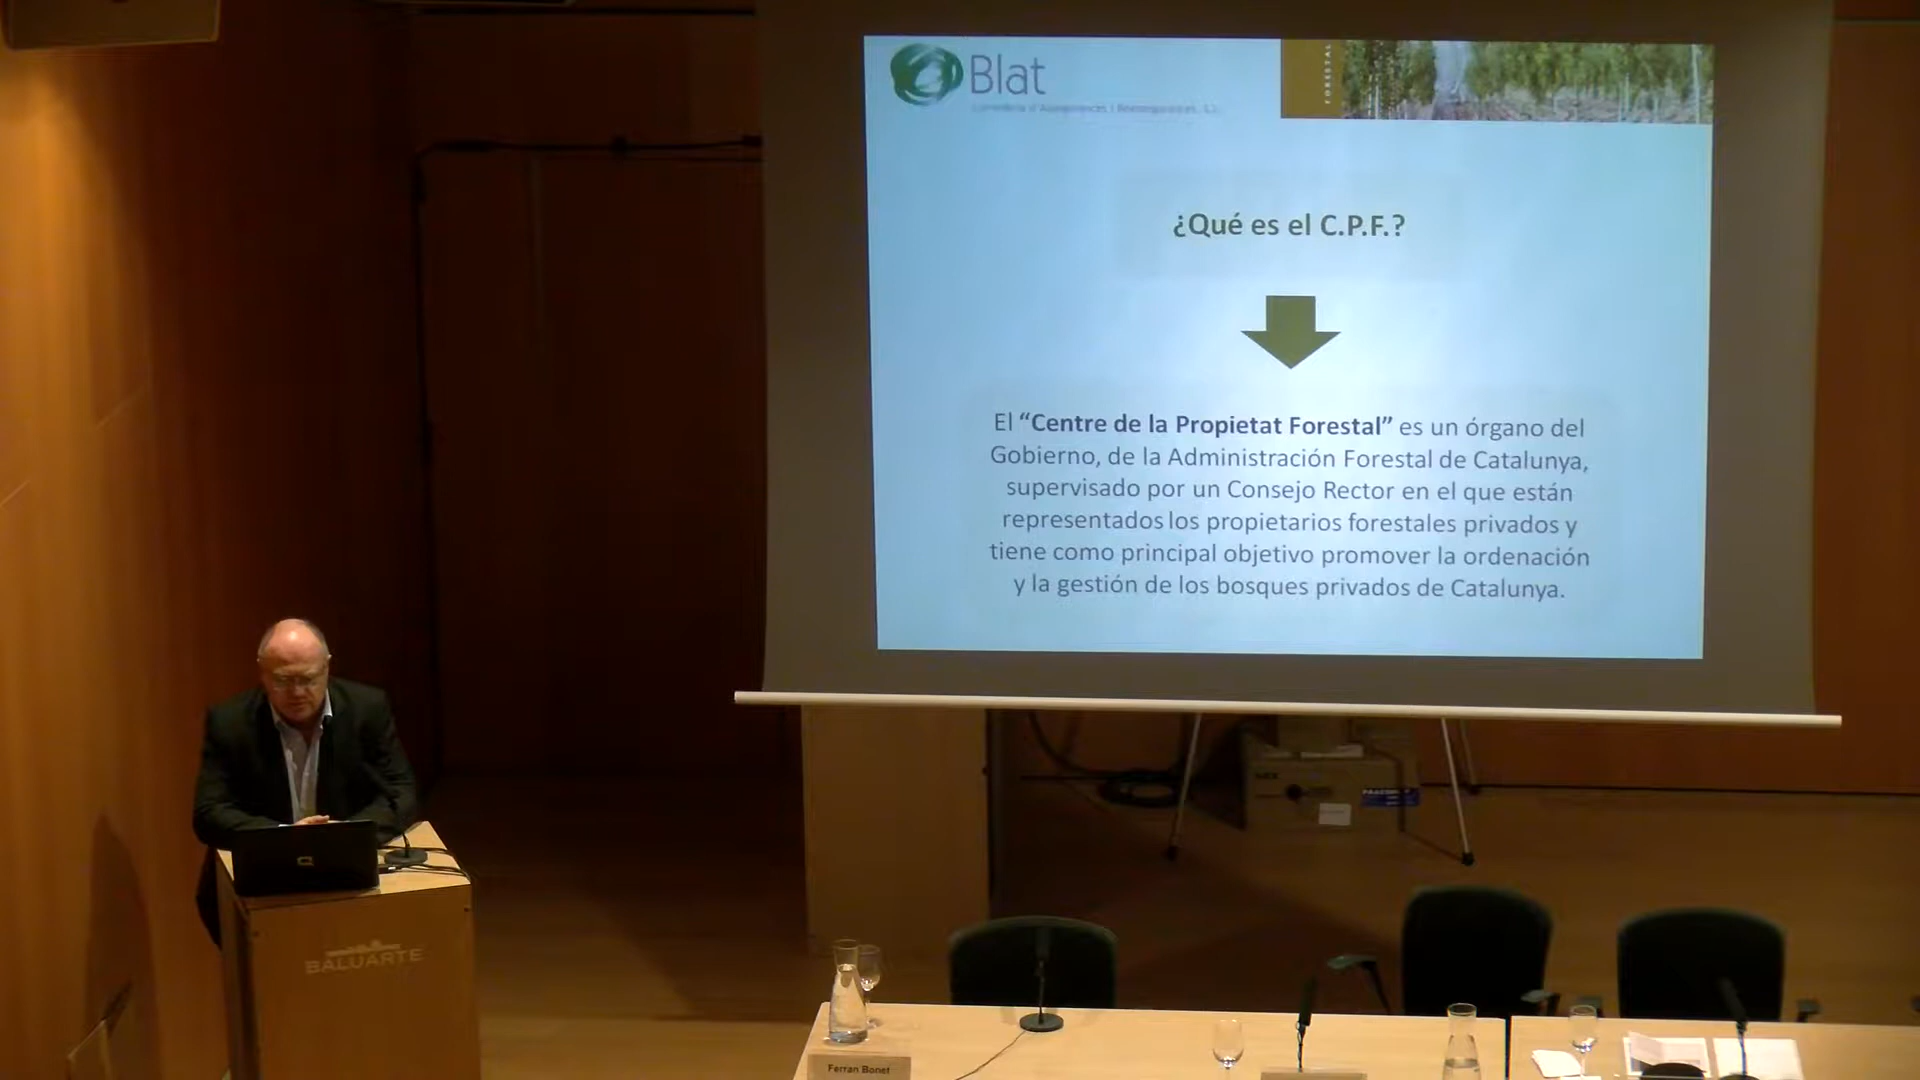 Blat
FORESTAL
¿Qué es el C.P.F.?
El “Centre de la Propietat Forestal” es un órgano del
Gobierno, de la Administración Forestal de Catalunya,
supervisado por un Consejo Rector en el que están
representados los propietarios forestales privados y
tiene como principal objetivo promover la ordenación
y la gestión de los bosques privados de Catalunya.
BALUARTE
Ferran Bonet